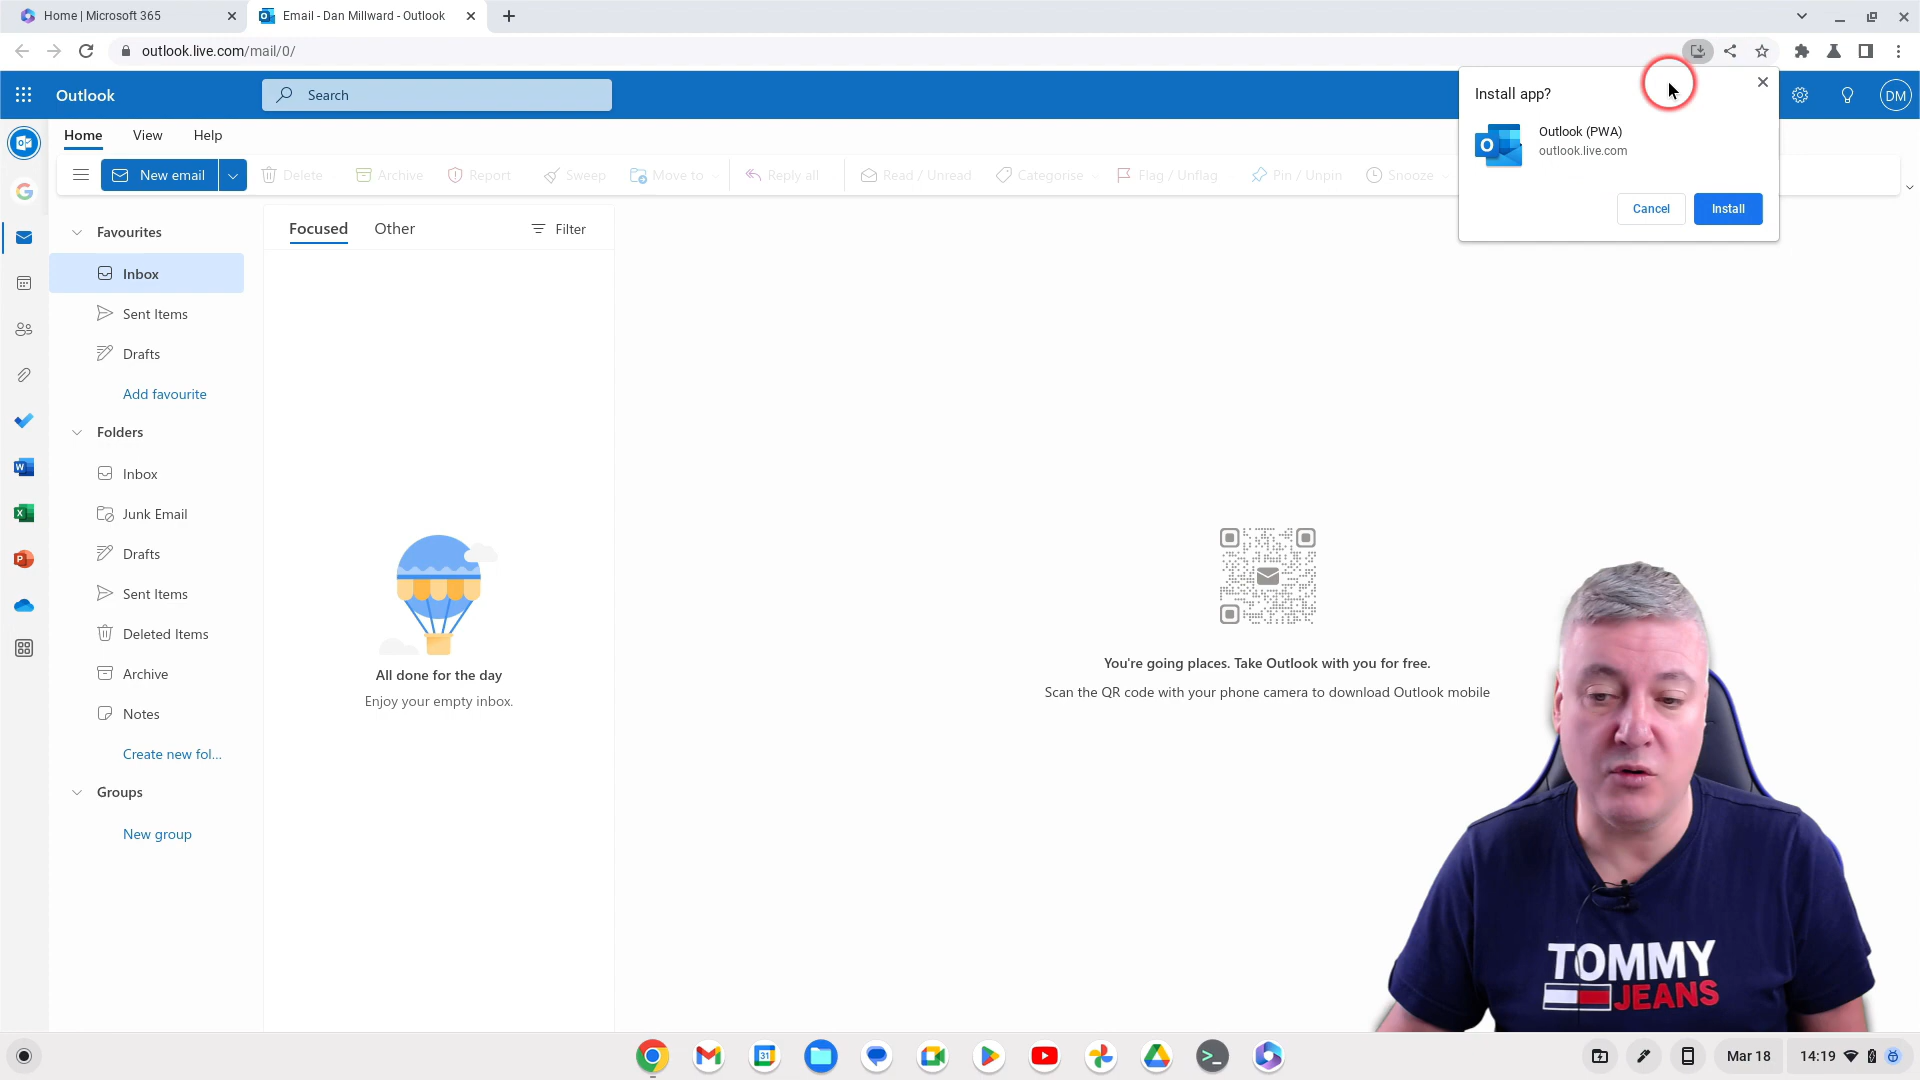 Home | Microsoft 365
Email - Dan Millward - Outlook
outlook.live.com/mail/0/
Outlook
Search
DM
Install app?
Outlook (PWA)
outlook.live.com
Cancel
Install
Home
View
Help
New email
Delete
Archive
Report
Sweep
Move to
Reply all
Read / Unread
Categorise
Flag / Unflag
Pin / Unpin
Snooze
Favourites
Inbox
Sent Items
Drafts
Add favourite
Folders
Inbox
Junk Email
Drafts
Sent Items
Deleted Items
Archive
Notes
Create new fol...
Groups
New group
Focused
Other
Filter
All done for the day
Enjoy your empty inbox.
You're going places. Take Outlook with you for free.
Scan the QR code with your phone camera to download Outlook mobile
TOMMY
JEANS
31
Mar 18
14:19